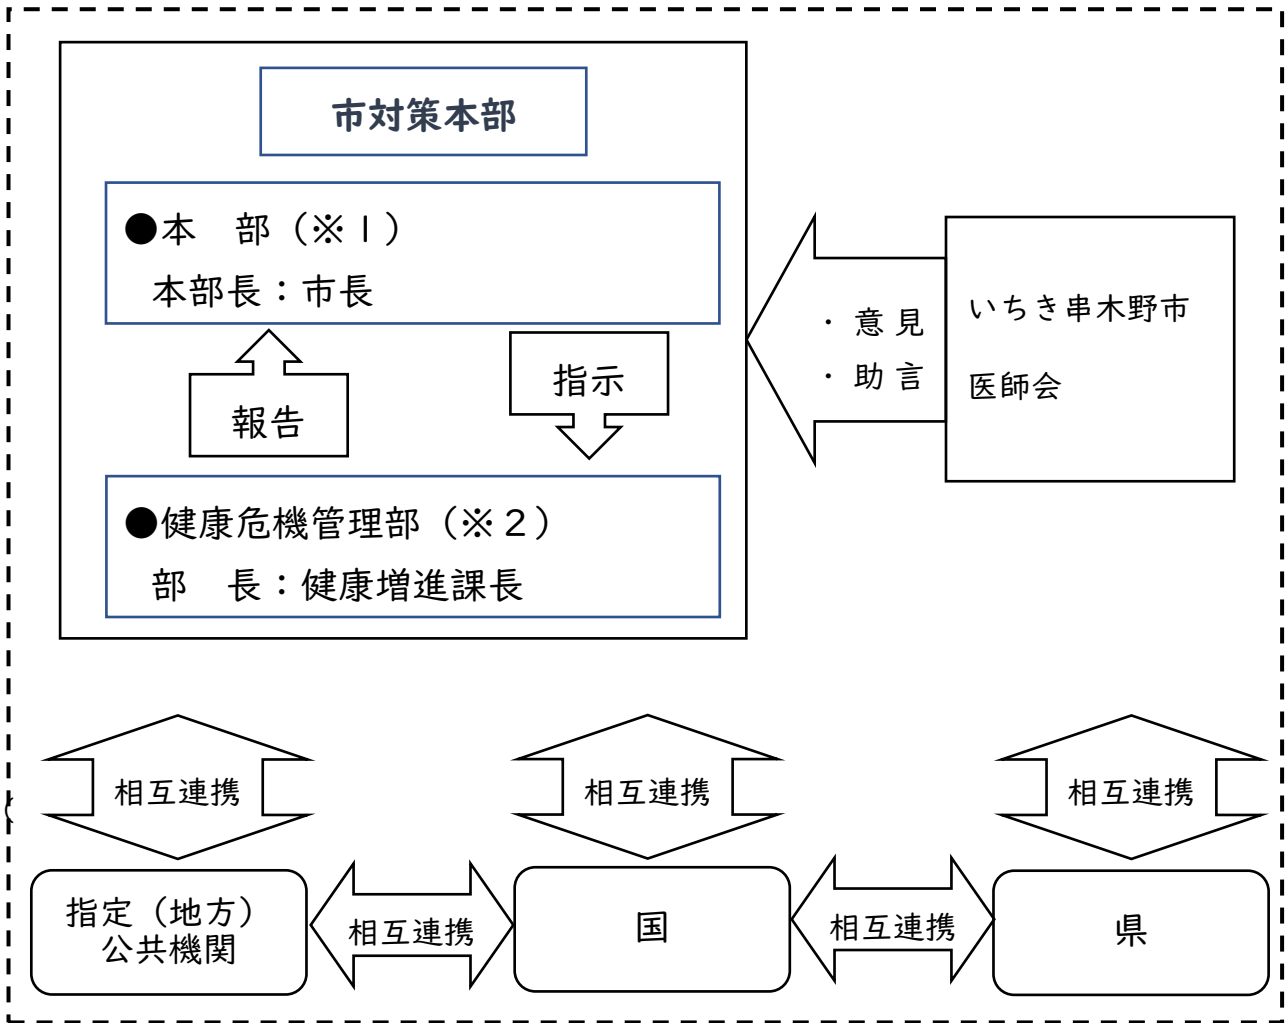 市対策本部
●本　部（※１）
本部長：市長
報告
指示
●健康危機管理部（※２）
部　長：健康増進課長
・意見
・助言
いちき串木野市
医師会
相互連携
相互連携
相互連携
(
指定（地方）
公共機関
相互連携
国
相互連携
県